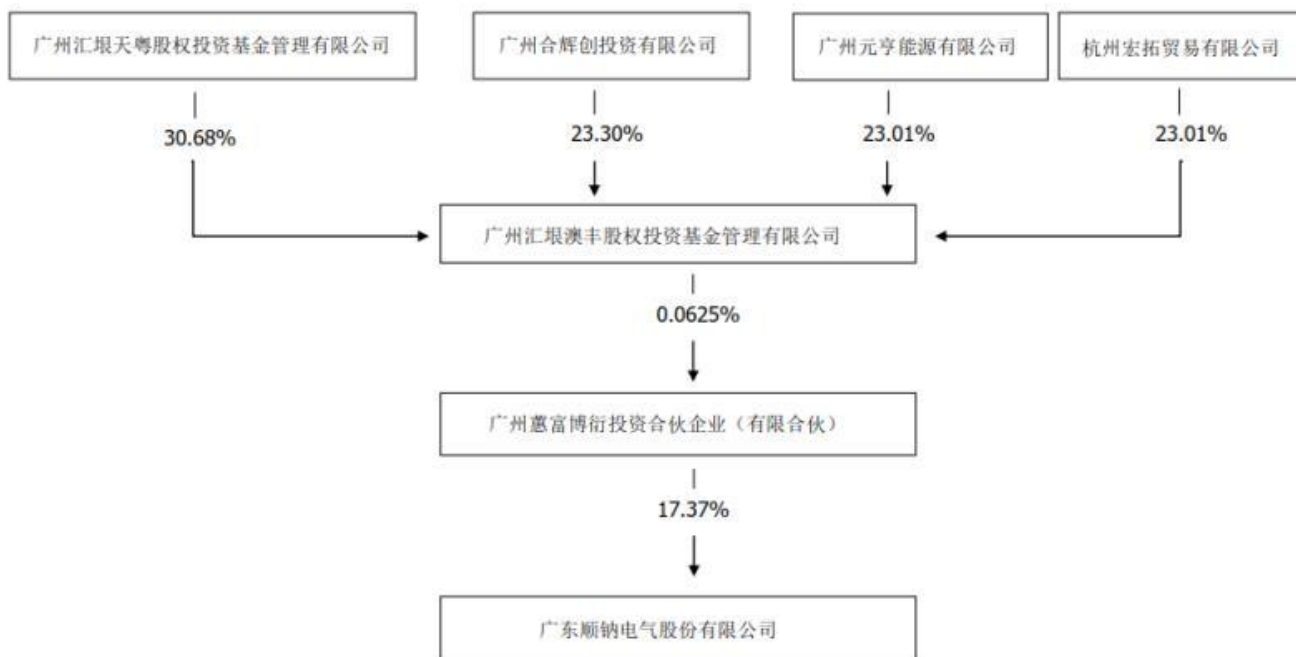 广州汇垠天粤股权投资基金管理有限公司
广州合辉创投资有限公司
广州元亨能源有限公司
杭州宏拓贸易有限公司
30.68%
23.30%
23.01%
23.01%
广州汇垠澳丰股权投资基金管理有限公司
0.0625%
广州蕙富博衍投资合伙企业（有限合伙）
17.37%
广东顺钠电气股份有限公司